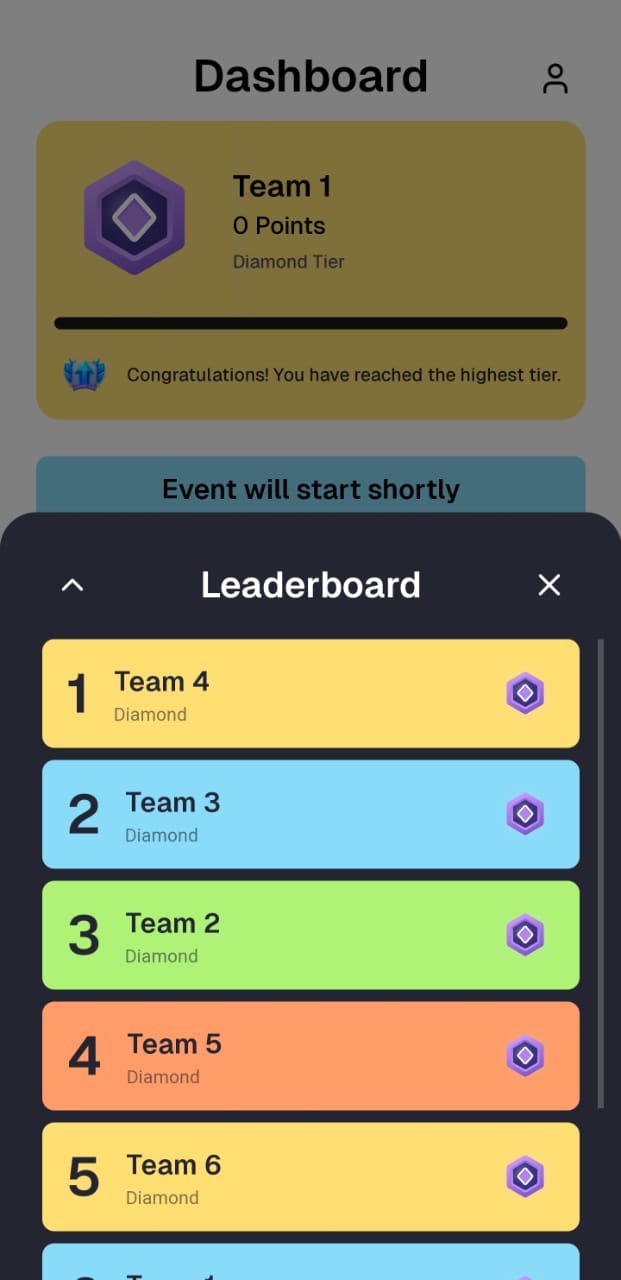 Dashboard
Team 1
0 Points
Diamond Tier
Congratulations! You have reached the highest tier.
Event will start shortly
Leaderboard
1
Team 4
Diamond
2
Team 3
Diamond
3
Team 2
Diamond
4
Team 5
Diamond
5
Team 6
Diamond